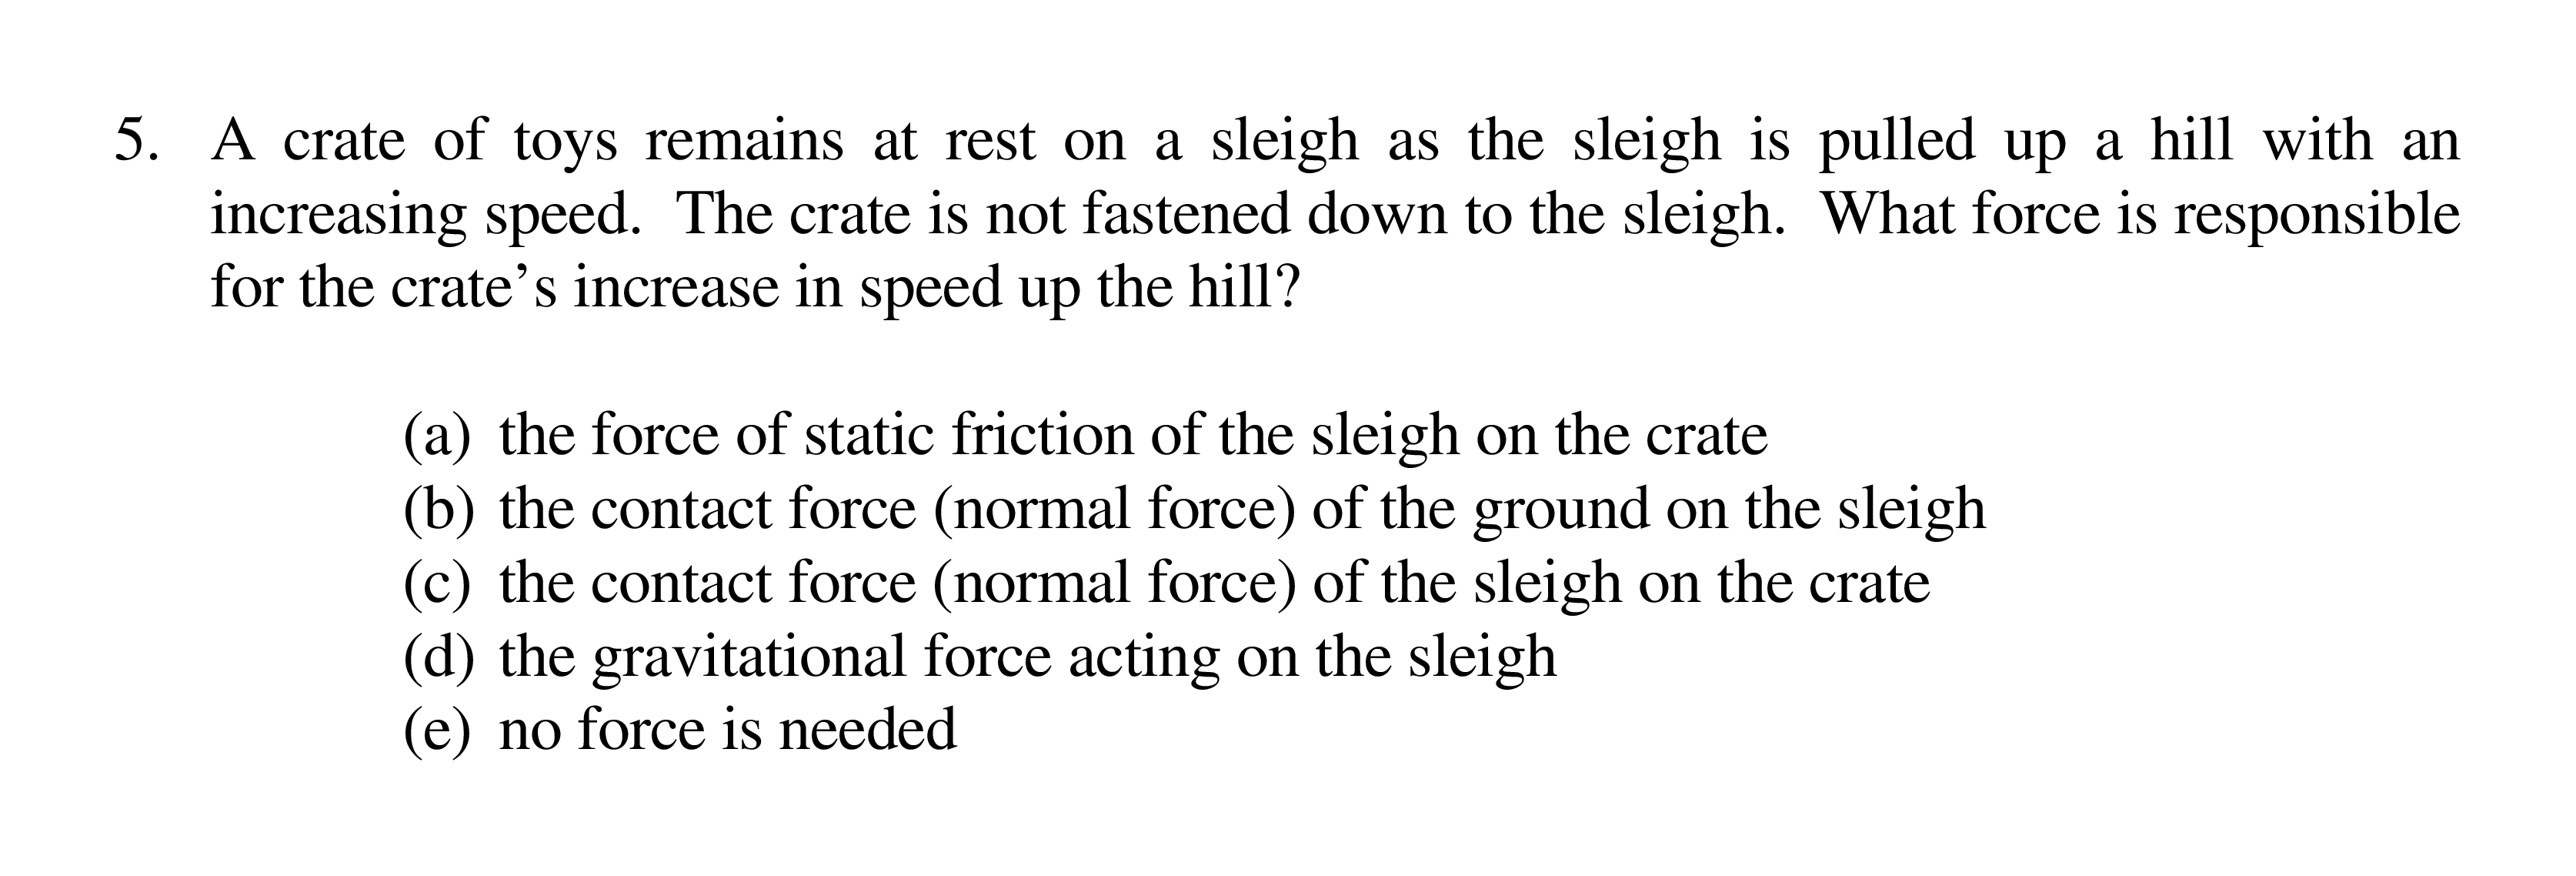 5. A crate of toys remains at rest on a sleigh as the sleigh is pulled up a hill with an
increasing speed. The crate is not fastened down to the sleigh. What force is responsible
for the crate’s increase in speed up the hill?
(a) the force of static friction of the sleigh on the crate
(b) the contact force (normal force) of the ground on the sleigh
(c) the contact force (normal force) of the sleigh on the crate
(d) the gravitational force acting on the sleigh
(e) no force is needed